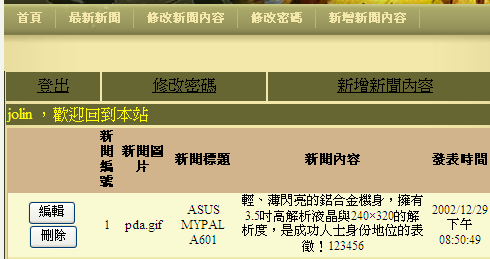 首頁 最新新聞 修改新聞內容 修改密碼 新增新聞內容
登出 修改密碼 新增新聞內容
jolin ，歡迎回到本站
新聞編號 新聞圖片 新聞標題 新聞內容 發表時間
編輯
刪除
1 pda.gif
ASUS
MYPAL
A601
輕、薄閃亮的鋁合金機身，擁有
3.5吋高解析液晶與240×320的解
析度，是成功人士身份地位的表
徵！123456
2002/12/29
下午
08:50:49